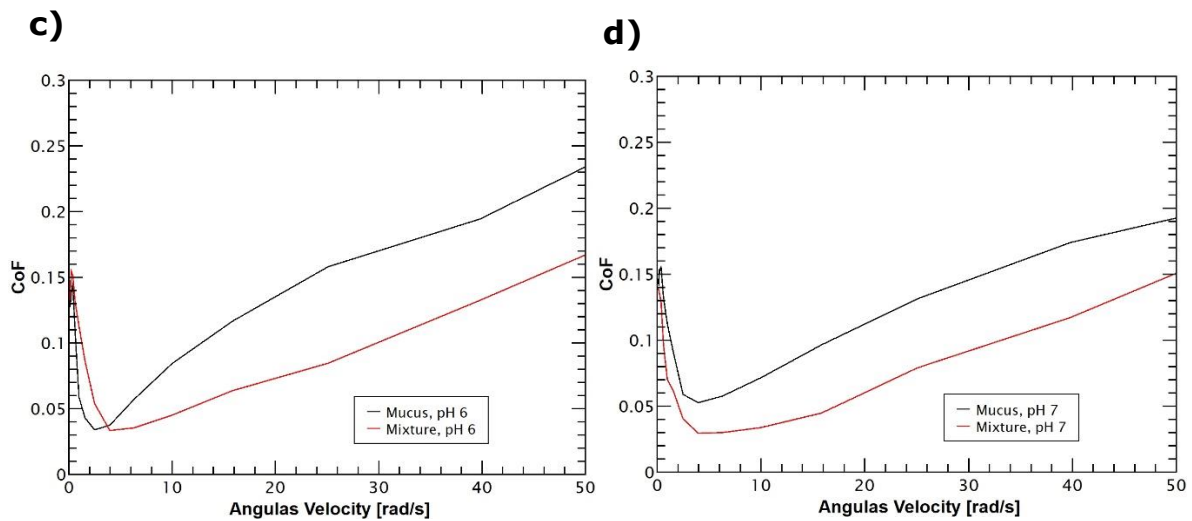 c)
0.3
0.25
0.2
0.15
0.1
0.05
0
CoF
0
10
20
30
40
50
Angulas Velocity [rad/s]
Mucus, pH 6
Mixture, pH 6
d)
0.3
0.25
0.2
0.15
0.1
0.05
0
CoF
0
10
20
30
40
50
Angulas Velocity [rad/s]
Mucus, pH 7
Mixture, pH 7